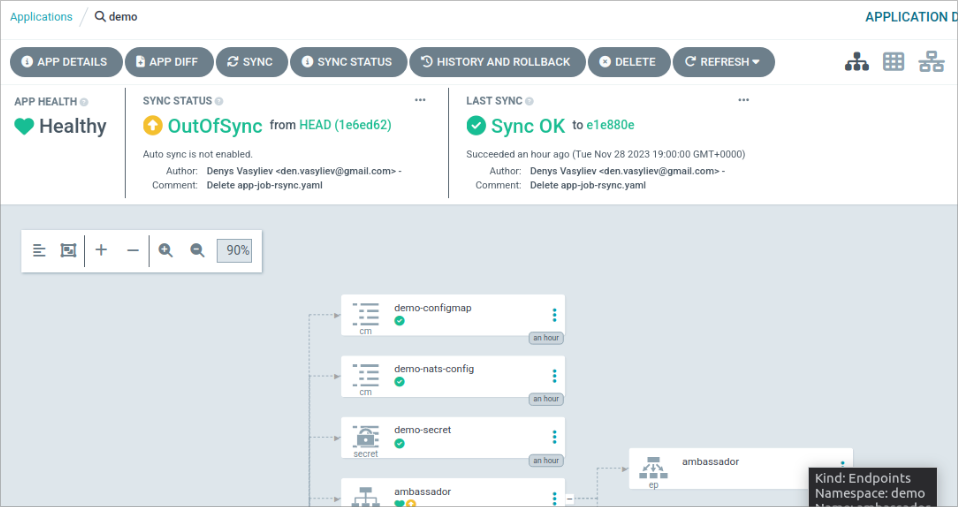 Applications
demo
APPLICATION D
APP DETAILS
APP DIFF
SYNC
SYNC STATUS
HISTORY AND ROLLBACK
DELETE
REFRESH
APP HEALTH
Healthy
SYNC STATUS
OutOfSync from HEAD (1e6ed62)
Auto sync is not enabled.
Author: Denys Vasyliev <den.vasyliev@gmail.com> -
Comment: Delete app-job-rsync.yaml
LAST SYNC
Sync OK to e1e880e
Succeeded an hour ago (Tue Nov 28 2023 19:00:00 GMT+0000)
Author: Denys Vasyliev <den.vasyliev@gmail.com> -
Comment: Delete app-job-rsync.yaml
90%
demo-configmap
cm
an hour
demo-nats-config
cm
an hour
demo-secret
secret
an hour
ambassador
ambassador
ep
Kind: Endpoints
Namespace: demo
Name: ambassador